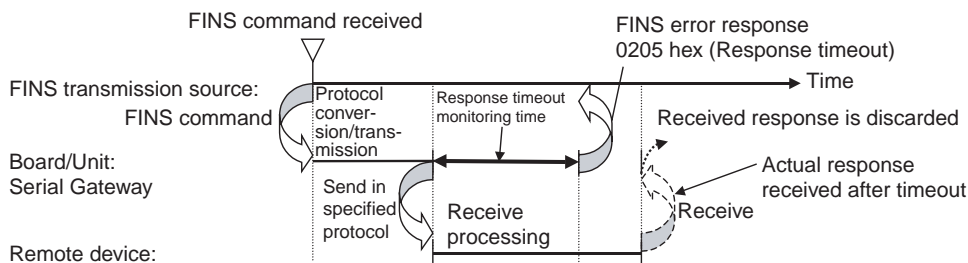 FINS command received
FINS error response
0205 hex (Response timeout)
Time
FINS transmission source:
FINS command
Protocol
conver-
sion/trans-
mission
Response timeout
monitoring time
Received response is discarded
Board/Unit:
Serial Gateway
Actual response
received after timeout
Send in
specified
protocol
Receive
processing
Receive
Remote device: